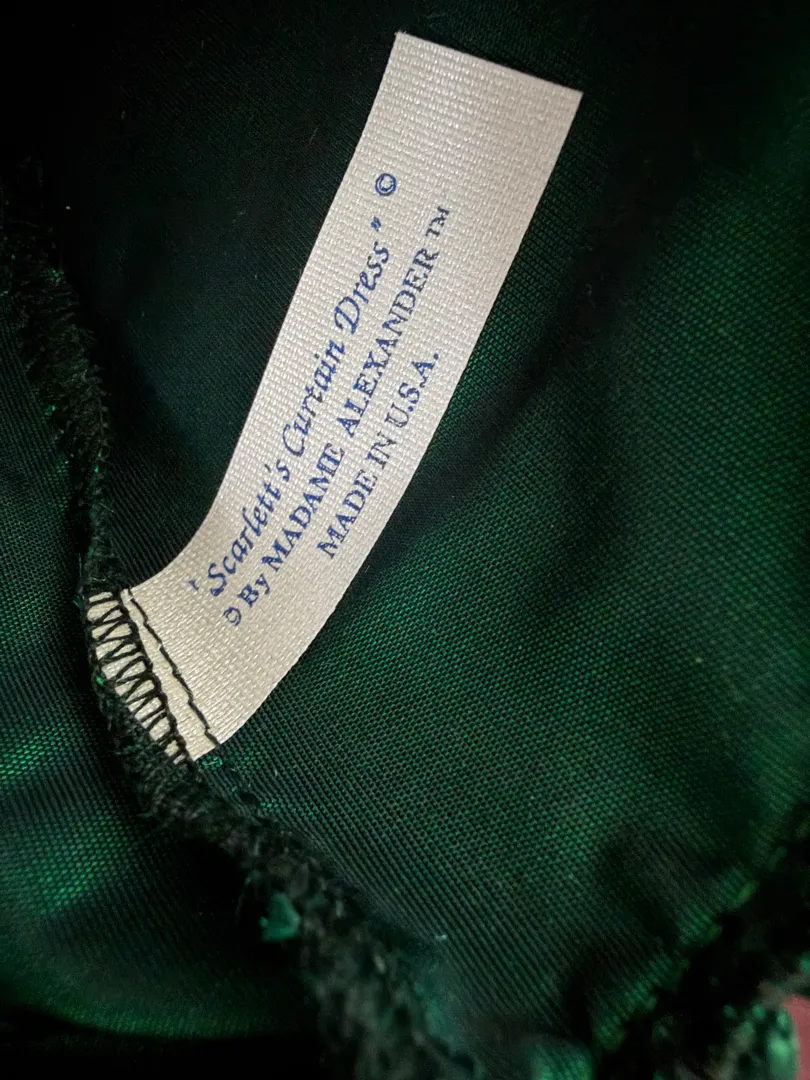 "Scarlett's Curtain Dress" ©
© By MADAME ALEXANDER ™
MADE IN U.S.A.